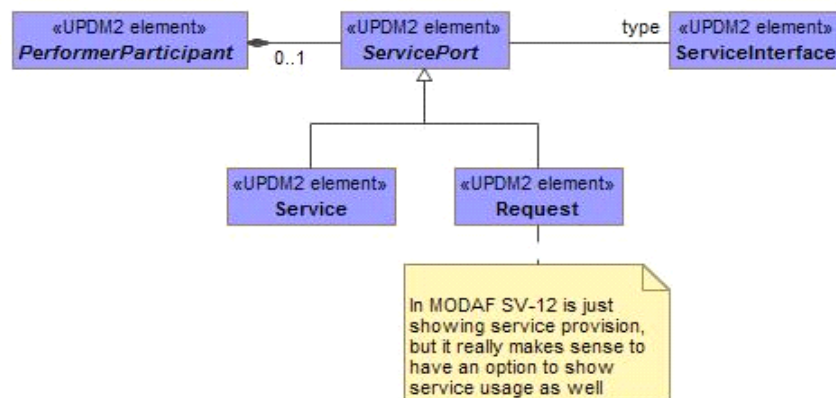 «UPDM2 element»
PerformerParticipant
0..1
«UPDM2 element»
ServicePort
type
«UPDM2 element»
ServiceInterface
«UPDM2 element»
Service
«UPDM2 element»
Request
In MODAF SV-12 is just
showing service provision,
but it really makes sense to
have an option to show
service usage as well